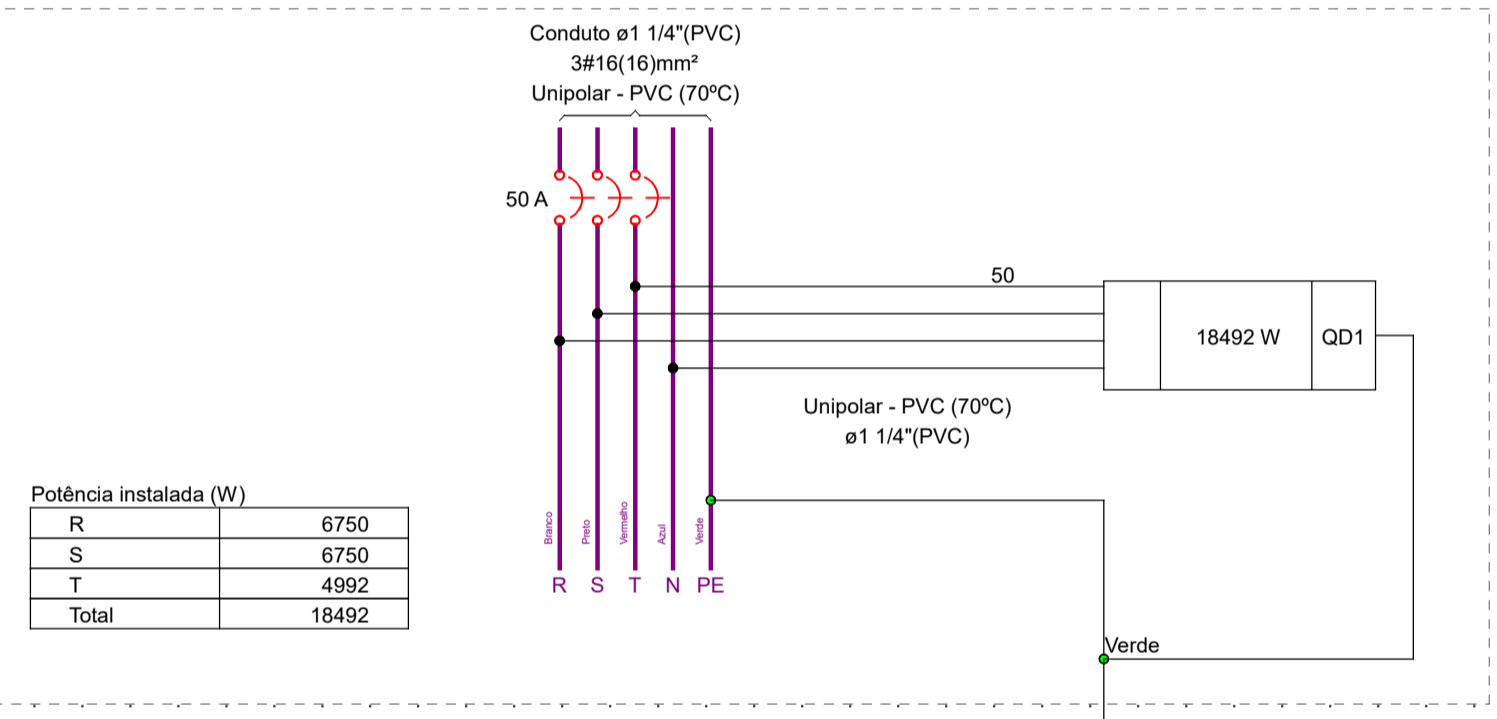 Conduto ø1 1/4"(PVC)
3#16(16)mm²
Unipolar - PVC (70ºC)
50 A
50
18492 W
QD1
Unipolar - PVC (70ºC)
ø1 1/4"(PVC)
Potência instalada (W)
R 6750
S 6750
T 4992
Total 18492
Branco
Preto
Vermelho
Azul
Verde
R S T N PE
Verde